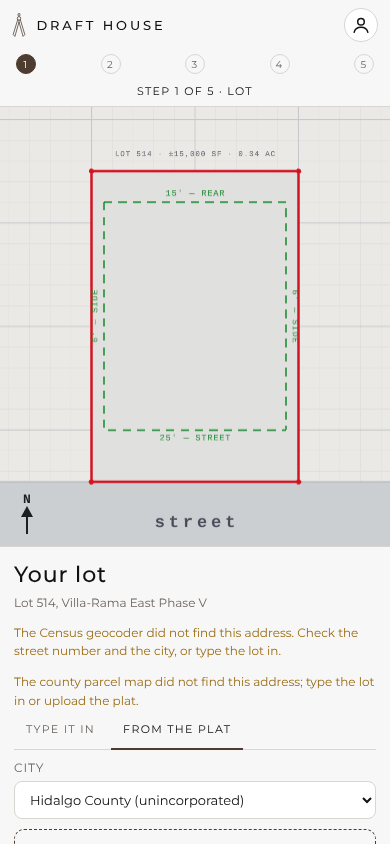 DRAFT HOUSE
1 2 3 4 5
STEP 1 OF 5 · LOT
LOT 514 · ±15,000 SF · 0.34 AC
15' — REAR
6' — SIDE
6' — SIDE
25' — STREET
N
street
Your lot
Lot 514, Villa-Rama East Phase V
The Census geocoder did not find this address. Check the
street number and the city, or type the lot in.
The county parcel map did not find this address; type the lot
in or upload the plat.
TYPE IT IN FROM THE PLAT
CITY
Hidalgo County (unincorporated)